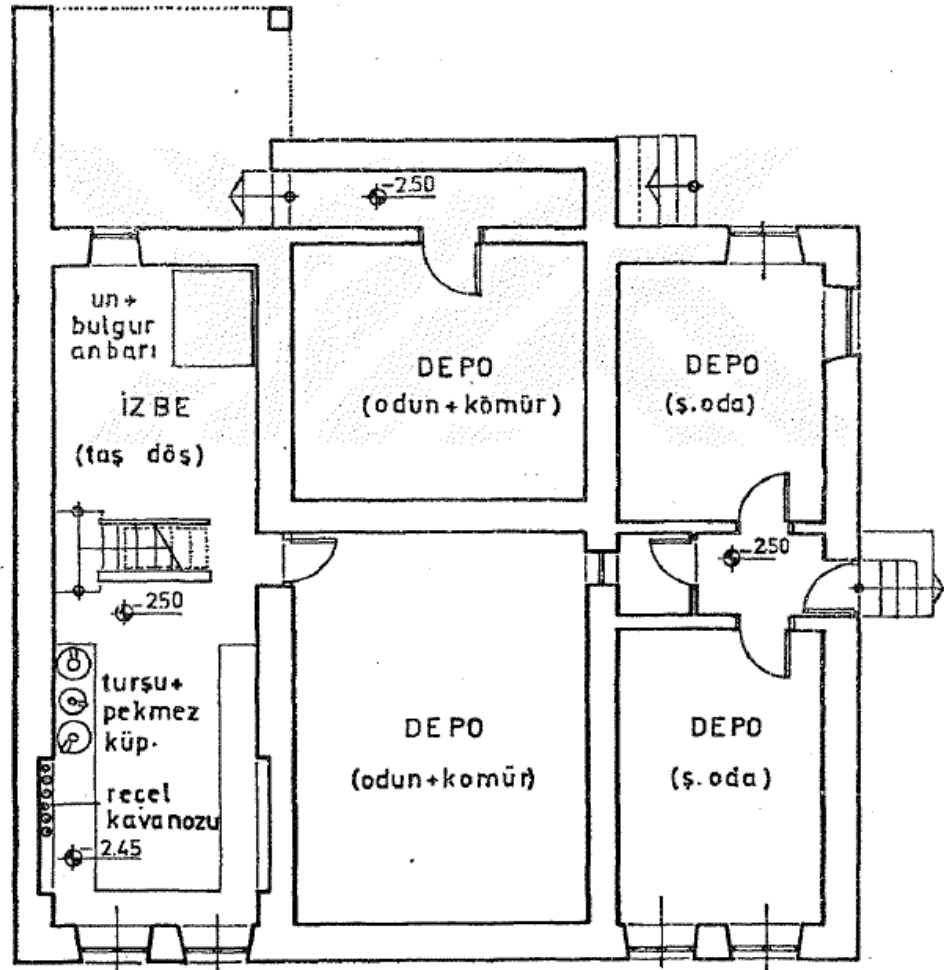 -2.50
un+
bulgur
anbarı
İZBE
(taş döş)
DEPO
(odun+kömür)
DEPO
(ş.oda)
-250
-250
turşu+
pekmez
küp.
reçel
kavanozu
-2.45
DEPO
(odun+komür)
DEPO
(ş.oda)